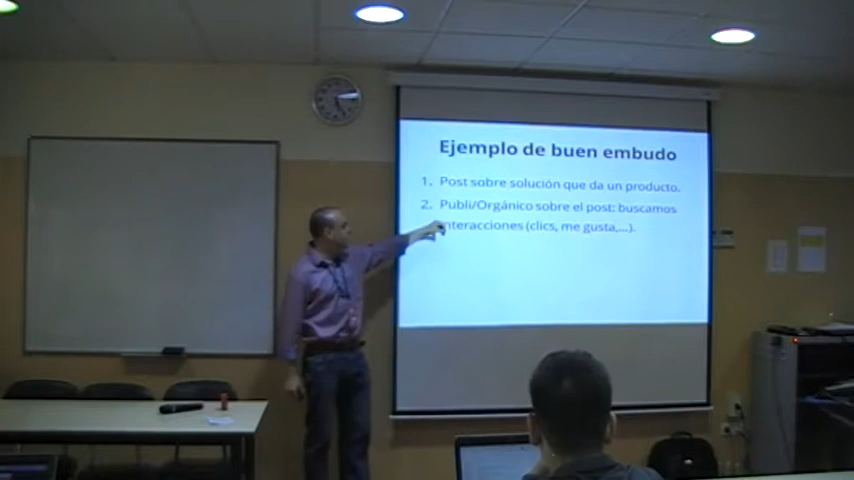 Ejemplo de buen embudo
1. Post sobre solución que da un producto.
2. Publi/Orgánico sobre el post: buscamos
interacciones (clics, me gusta,...).